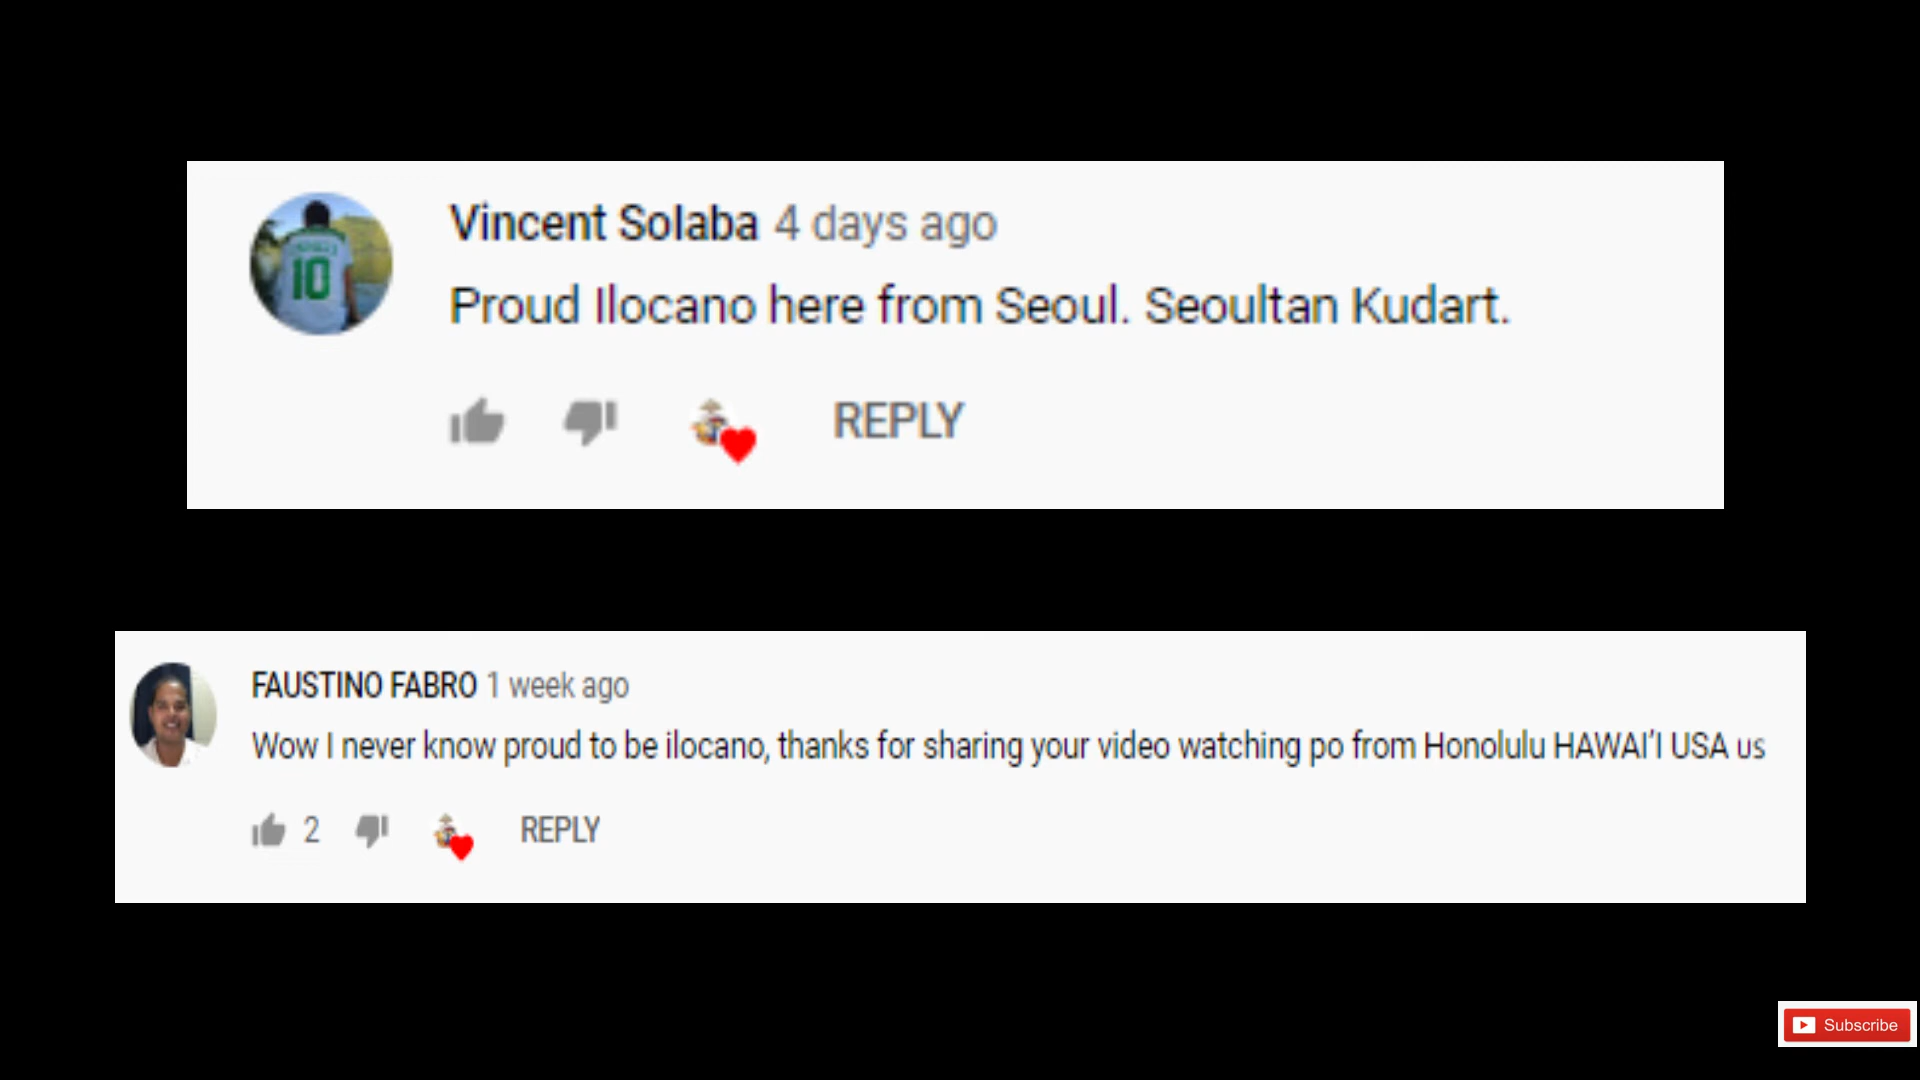 Vincent Solaba 4 days ago
Proud Ilocano here from Seoul. Seoultan Kudart.
REPLY
FAUSTINO FABRO 1 week ago
Wow I never know proud to be ilocano, thanks for sharing your video watching po from Honolulu HAWAI'I USA us
2 REPLY
Subscribe
10